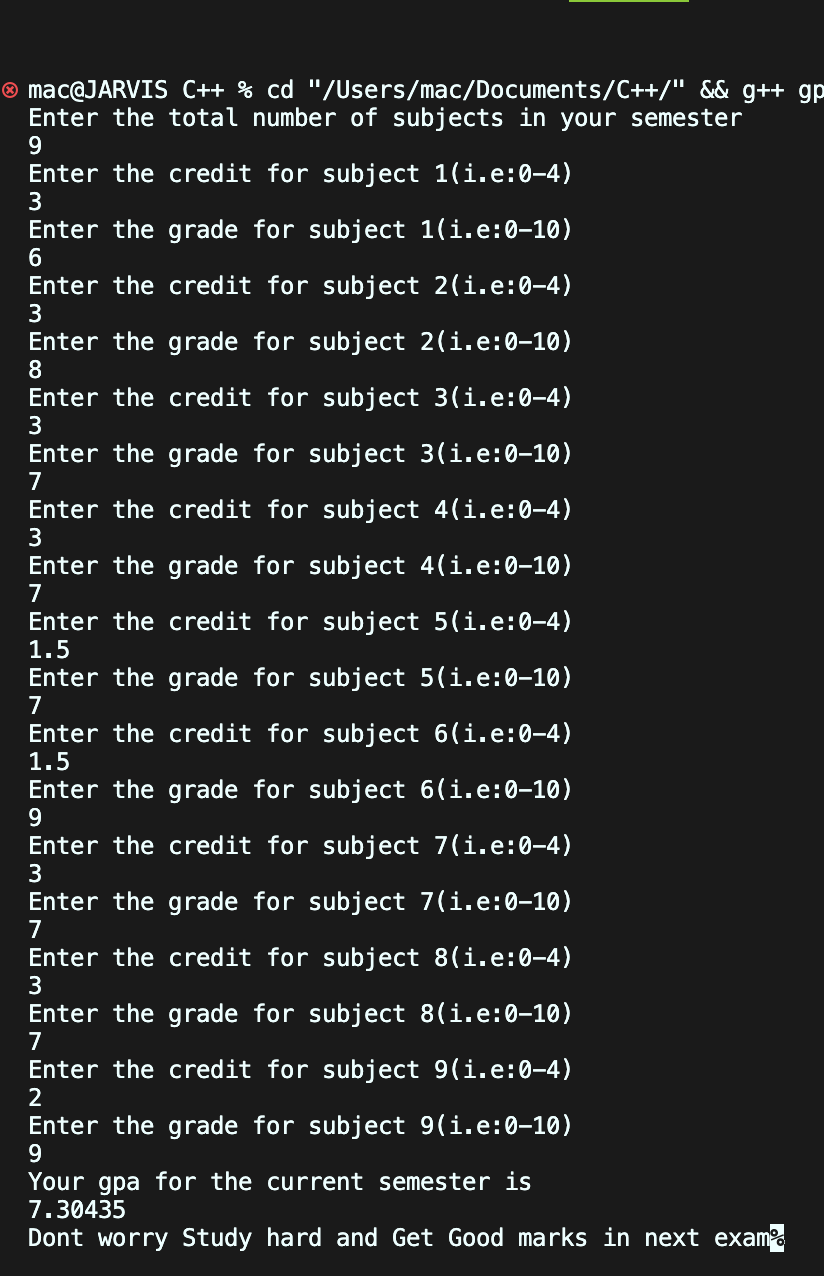 mac@JARVIS C++ % cd "/Users/mac/Documents/C++/" && g++ gp
Enter the total number of subjects in your semester
9
Enter the credit for subject 1(i.e:0-4)
3
Enter the grade for subject 1(i.e:0-10)
6
Enter the credit for subject 2(i.e:0-4)
3
Enter the grade for subject 2(i.e:0-10)
8
Enter the credit for subject 3(i.e:0-4)
3
Enter the grade for subject 3(i.e:0-10)
7
Enter the credit for subject 4(i.e:0-4)
3
Enter the grade for subject 4(i.e:0-10)
7
Enter the credit for subject 5(i.e:0-4)
1.5
Enter the grade for subject 5(i.e:0-10)
7
Enter the credit for subject 6(i.e:0-4)
1.5
Enter the grade for subject 6(i.e:0-10)
9
Enter the credit for subject 7(i.e:0-4)
3
Enter the grade for subject 7(i.e:0-10)
7
Enter the credit for subject 8(i.e:0-4)
3
Enter the grade for subject 8(i.e:0-10)
7
Enter the credit for subject 9(i.e:0-4)
2
Enter the grade for subject 9(i.e:0-10)
9
Your gpa for the current semester is
7.30435
Dont worry Study hard and Get Good marks in next exam%